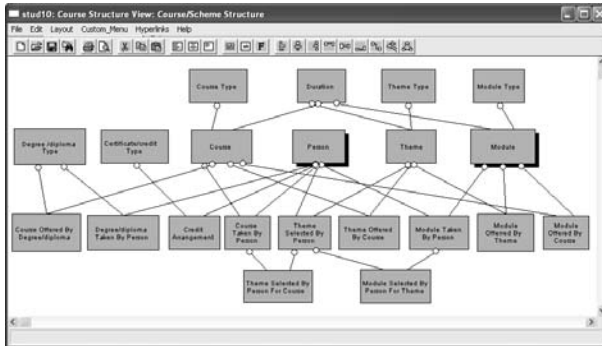 stud10: Course Structure View: Course/Scheme Structure
File Edit Layout Custom_Menu Hyperlinks Help
F
Course Type
Duration
Theme Type
Module Type
Degree /diploma
Type
Certificate/credit
Type
Course
Person
Theme
Module
Course Offered By
Degree/diploma
Degree/diploma
Taken By Person
Credit
Arrangement
Course
Taken By
Person
Theme
Selected By
Person
Theme Offered
By Course
Module Taken
By Person
Module
Offered By
Theme
Module
Offered By
Course
Theme Selected By
Person For Course
Module Selected By
Person For Theme